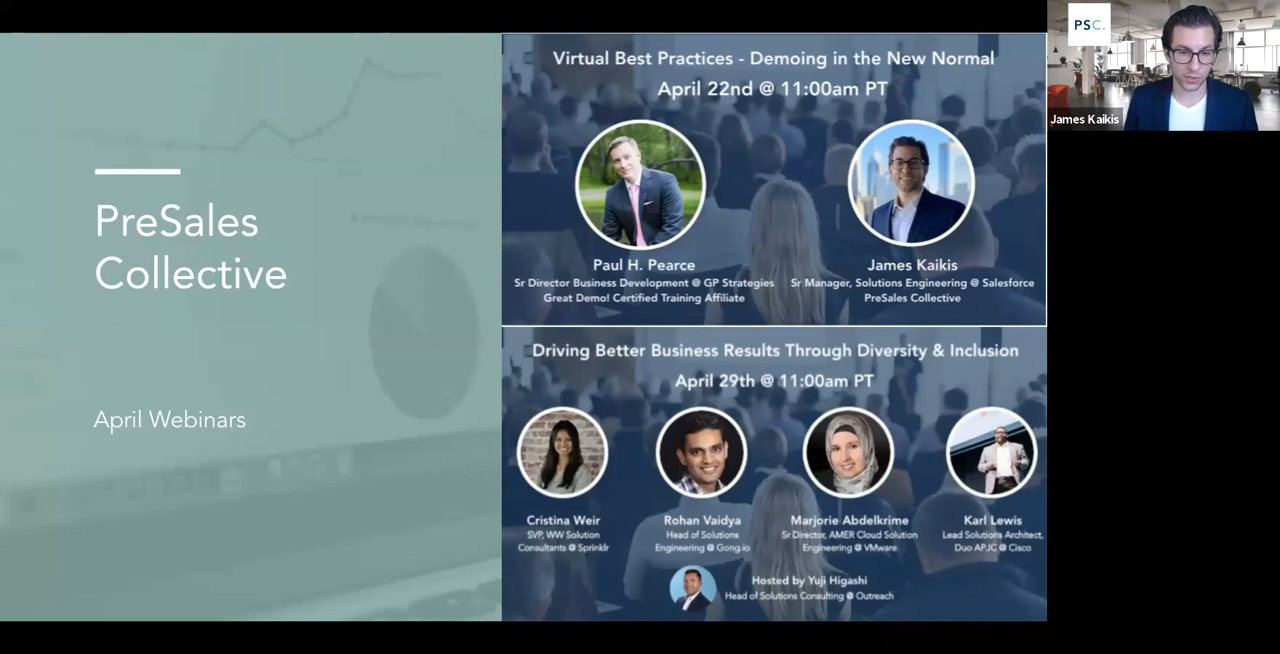 PreSales
Collective
April Webinars
Virtual Best Practices - Demoing in the New Normal
April 22nd @ 11:00am PT
Paul H. Pearce
Sr Director Business Development @ GP Strategies
Great Demo! Certified Training Affiliate
James Kaikis
Sr Manager, Solutions Engineering @ Salesforce
PreSales Collective
Driving Better Business Results Through Diversity & Inclusion
April 29th @ 11:00am PT
Cristina Weir
SVP, WW Solution
Consultants @ Sprinklr
Rohan Vaidya
Head of Solutions
Engineering @ Gong.io
Marjorie Abdelkrime
Sr Director, AMER Cloud Solution
Engineering @ VMware
Karl Lewis
Lead Solutions Architect,
Duo APJC @ Cisco
Hosted by Yuji Higashi
Head of Solutions Consulting @ Outreach
PSC.
James Kaikis